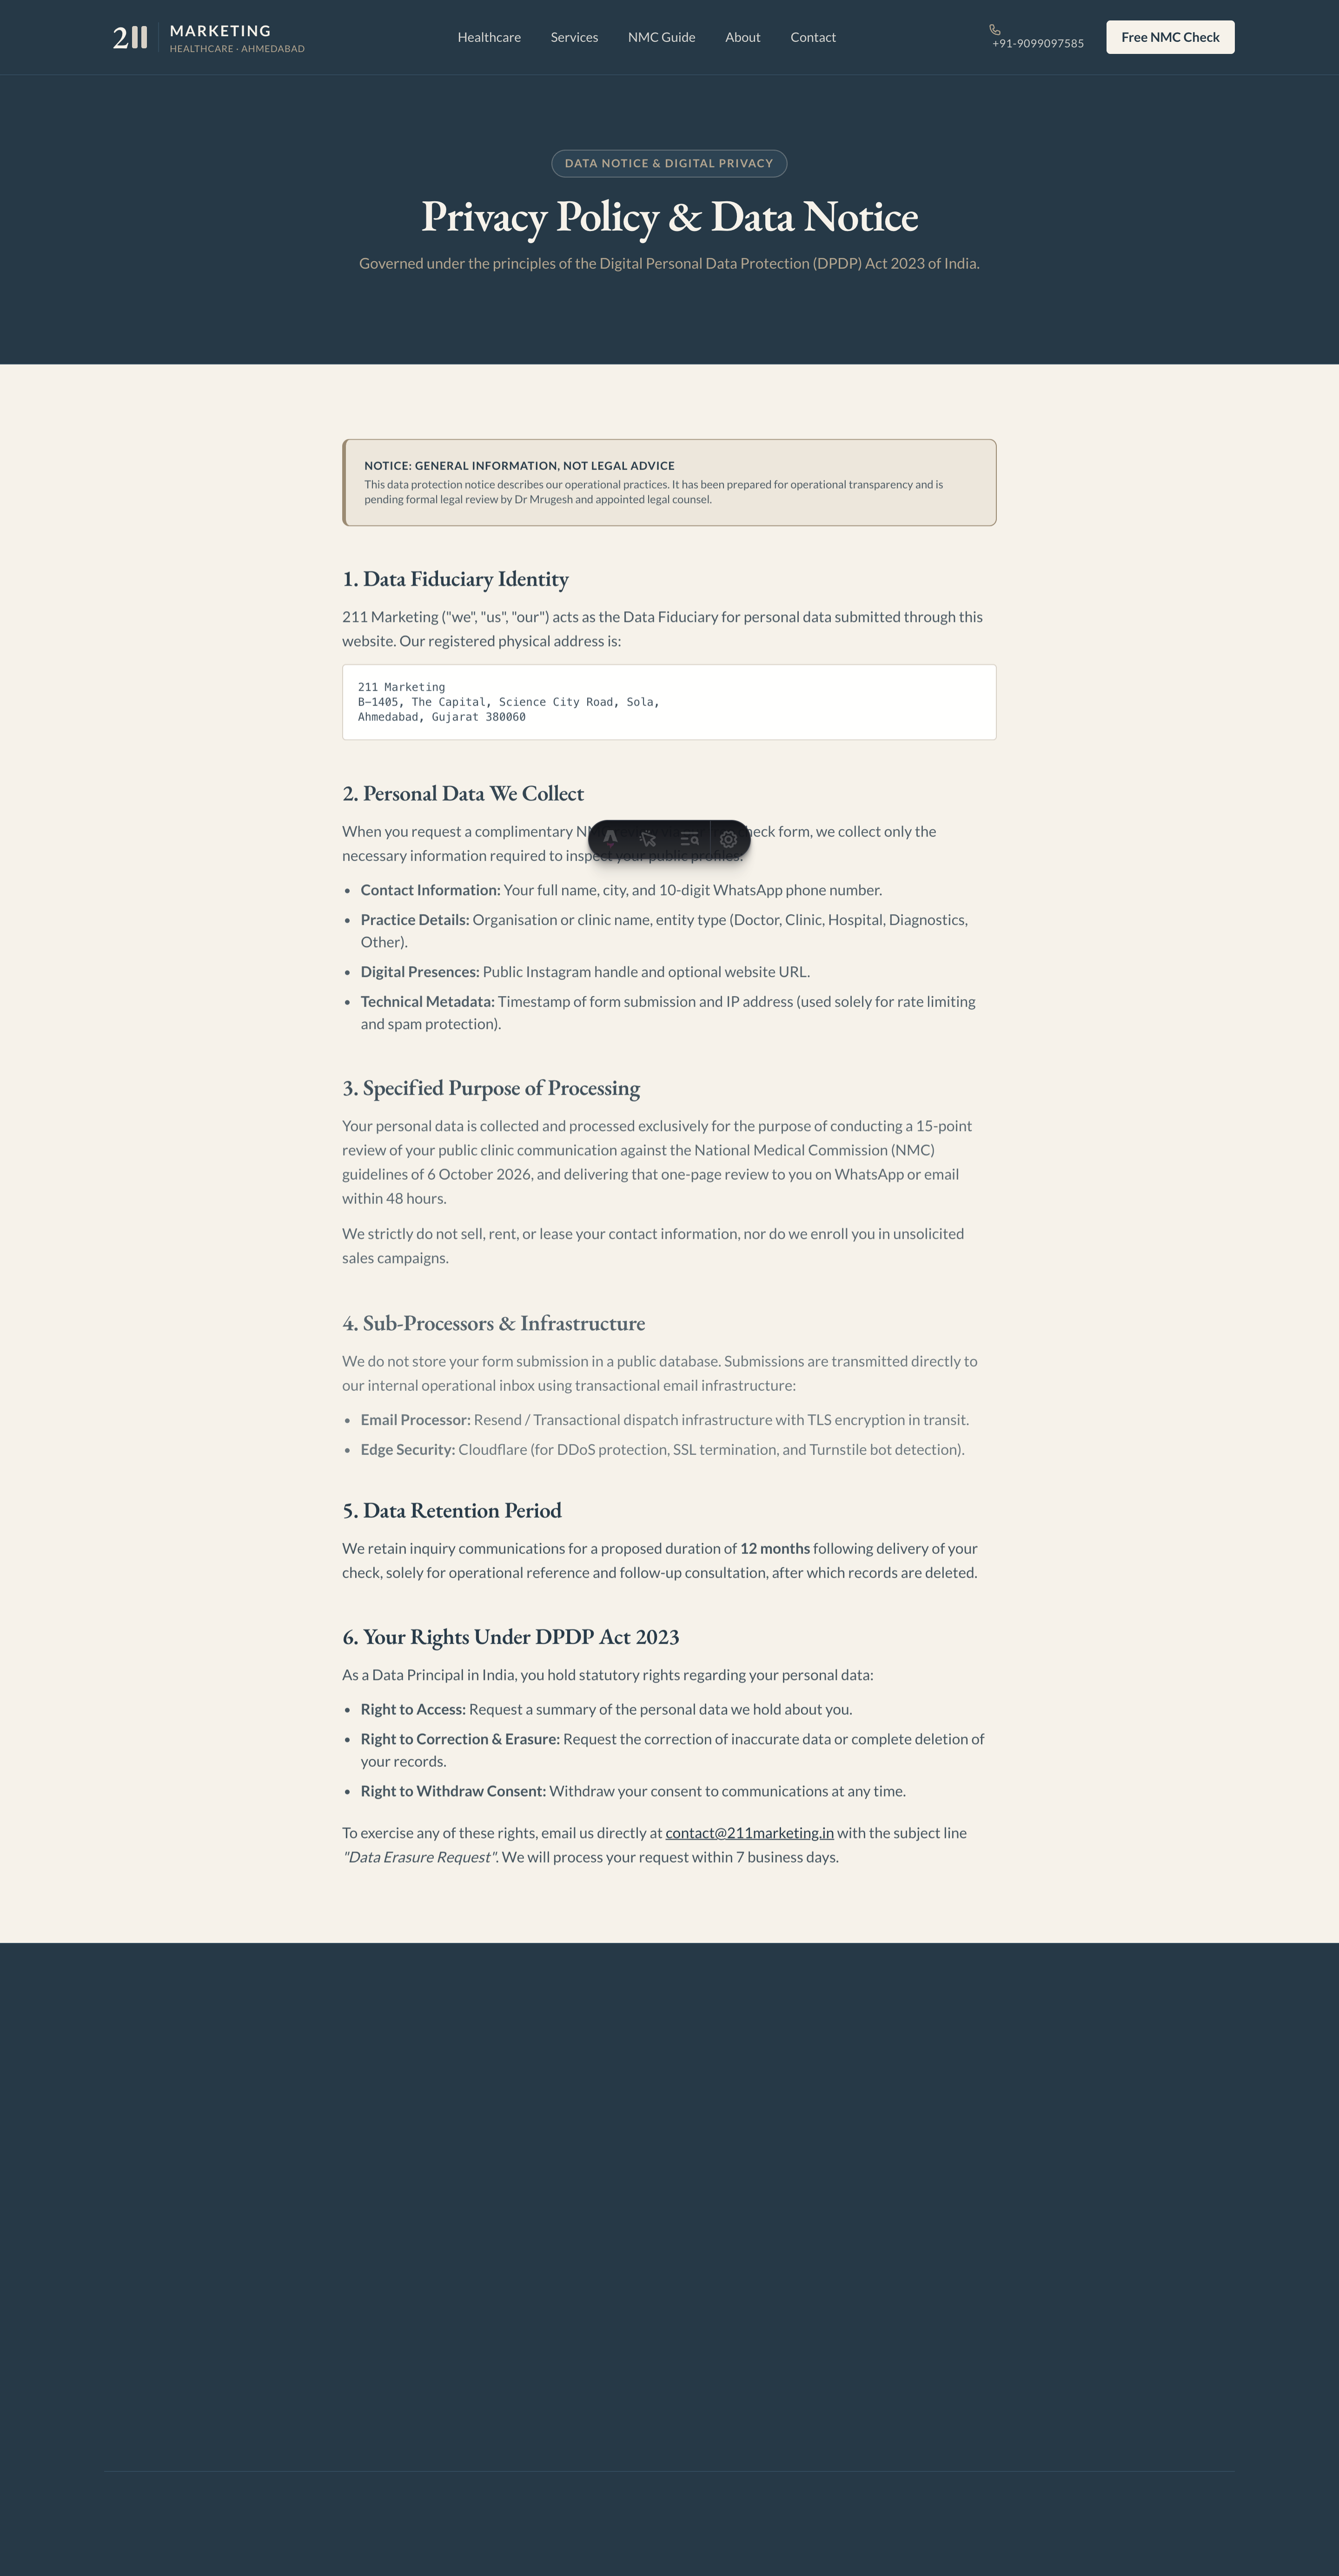 211
MARKETING
HEALTHCARE · AHMEDABAD
Healthcare
Services
NMC Guide
About
Contact
+91-9099097585
Free NMC Check
DATA NOTICE & DIGITAL PRIVACY
Privacy Policy & Data Notice
Governed under the principles of the Digital Personal Data Protection (DPDP) Act 2023 of India.
NOTICE: GENERAL INFORMATION, NOT LEGAL ADVICE
This data protection notice describes our operational practices. It has been prepared for operational transparency and is
pending formal legal review by Dr Mrugesh and appointed legal counsel.
1. Data Fiduciary Identity
211 Marketing ("we", "us", "our") acts as the Data Fiduciary for personal data submitted through this
website. Our registered physical address is:
211 Marketing
B-1405, The Capital, Science City Road, Sola,
Ahmedabad, Gujarat 380060
2. Personal Data We Collect
When you request a complimentary form, we collect only the
necessary information required to inspect your public profiles.
• Contact Information: Your full name, city, and 10-digit WhatsApp phone number.
• Practice Details: Organisation or clinic name, entity type (Doctor, Clinic, Hospital, Diagnostics,
Other).
• Digital Presences: Public Instagram handle and optional website URL.
• Technical Metadata: Timestamp of form submission and IP address (used solely for rate limiting
and spam protection).
3. Specified Purpose of Processing
Your personal data is collected and processed exclusively for the purpose of conducting a 15-point
review of your public clinic communication against the National Medical Commission (NMC)
guidelines of 6 October 2026, and delivering that one-page review to you on WhatsApp or email
within 48 hours.
We strictly do not sell, rent, or lease your contact information, nor do we enroll you in unsolicited
sales campaigns.
4. Sub-Processors & Infrastructure
We do not store your form submission in a public database. Submissions are transmitted directly to
our internal operational inbox using transactional email infrastructure:
• Email Processor: Resend / Transactional dispatch infrastructure with TLS encryption in transit.
• Edge Security: Cloudflare (for DDoS protection, SSL termination, and Turnstile bot detection).
5. Data Retention Period
We retain inquiry communications for a proposed duration of 12 months following delivery of your
check, solely for operational reference and follow-up consultation, after which records are deleted.
6. Your Rights Under DPDP Act 2023
As a Data Principal in India, you hold statutory rights regarding your personal data:
• Right to Access: Request a summary of the personal data we hold about you.
• Right to Correction & Erasure: Request the correction of inaccurate data or complete deletion of
your records.
• Right to Withdraw Consent: Withdraw your consent to communications at any time.
To exercise any of these rights, email us directly at contact@211marketing.in with the subject line
"Data Erasure Request". We will process your request within 7 business days.